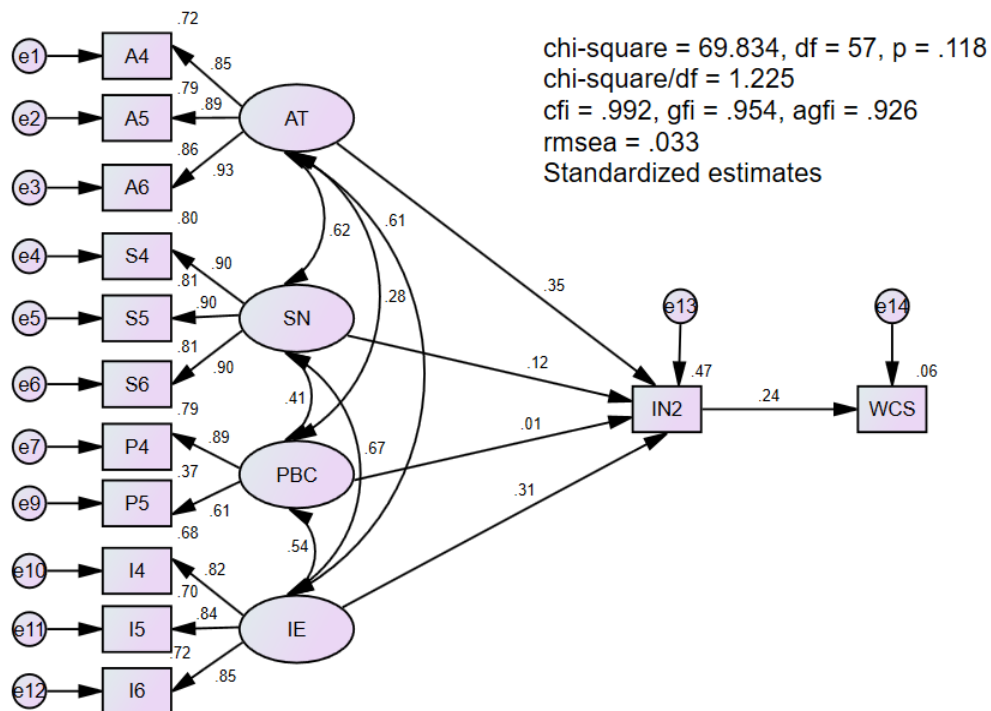 chi-square = 69.834, df = 57, p = .118
chi-square/df = 1.225
cfi = .992, gfi = .954, agfi = .926
rmsea = .033
Standardized estimates
.72
e1 A4 .85
.79
e2 A5 .89 AT
.86
e3 A6 .93
.80 .62 .61
e4 S4 .90
.81 .28 .35
e5 S5 .90 SN e13 e14
.81
e6 S6 .90 .12
.79 .41 .47 .06
IN2 .24 WCS
e7 P4 .89 .67 .01
.37 PBC
e9 P5 .61 .31
.68 .54
e10 I4 .82
.70
e11 I5 .84 IE
.72
e12 I6 .85